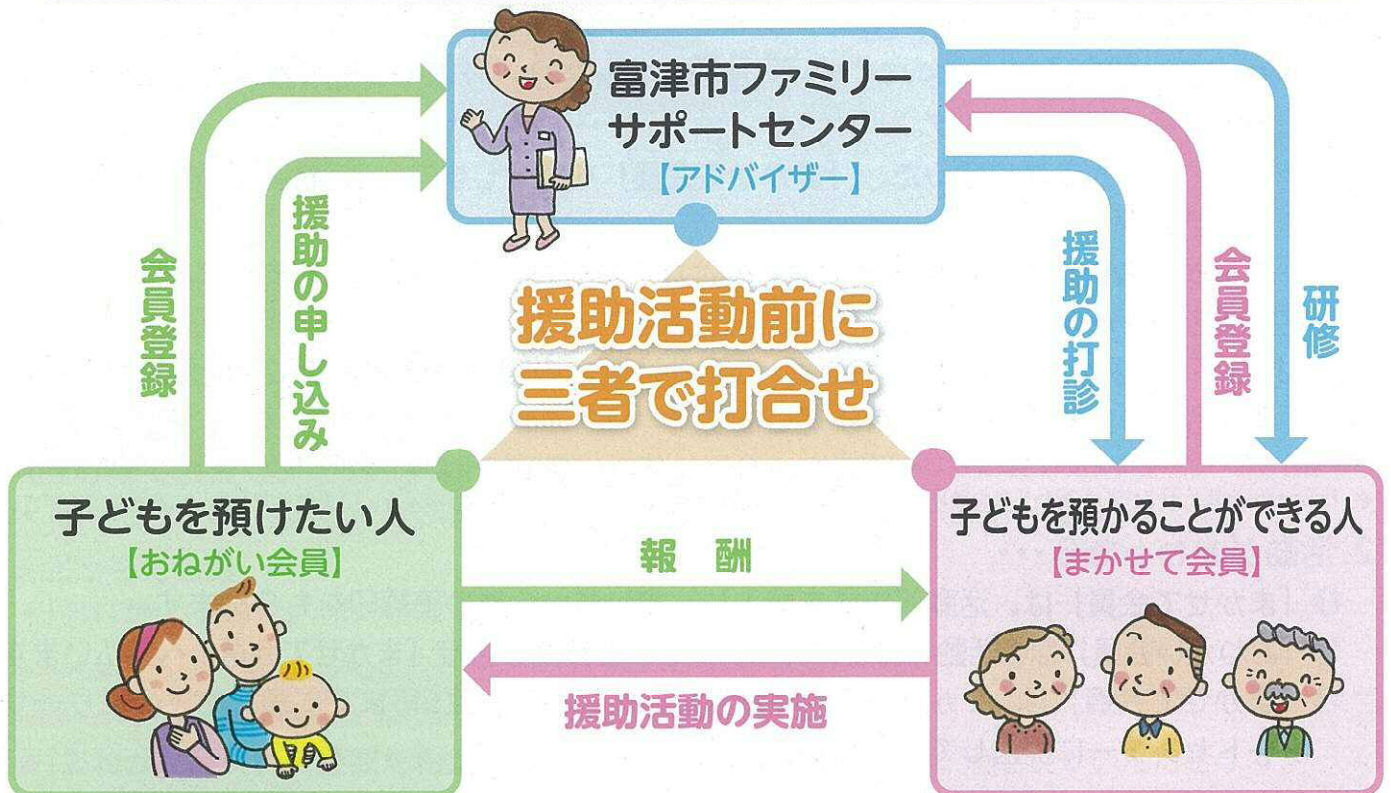 富津市ファミリー
サポートセンター
【アドバイザー】
会員登録
援助の申し込み
援助の打診
会員登録
研修
援助活動前に
三者で打合せ
子どもを預けたい人
【おねがい会員】
報酬
援助活動の実施
子どもを預かることができる人
【まかせて会員】